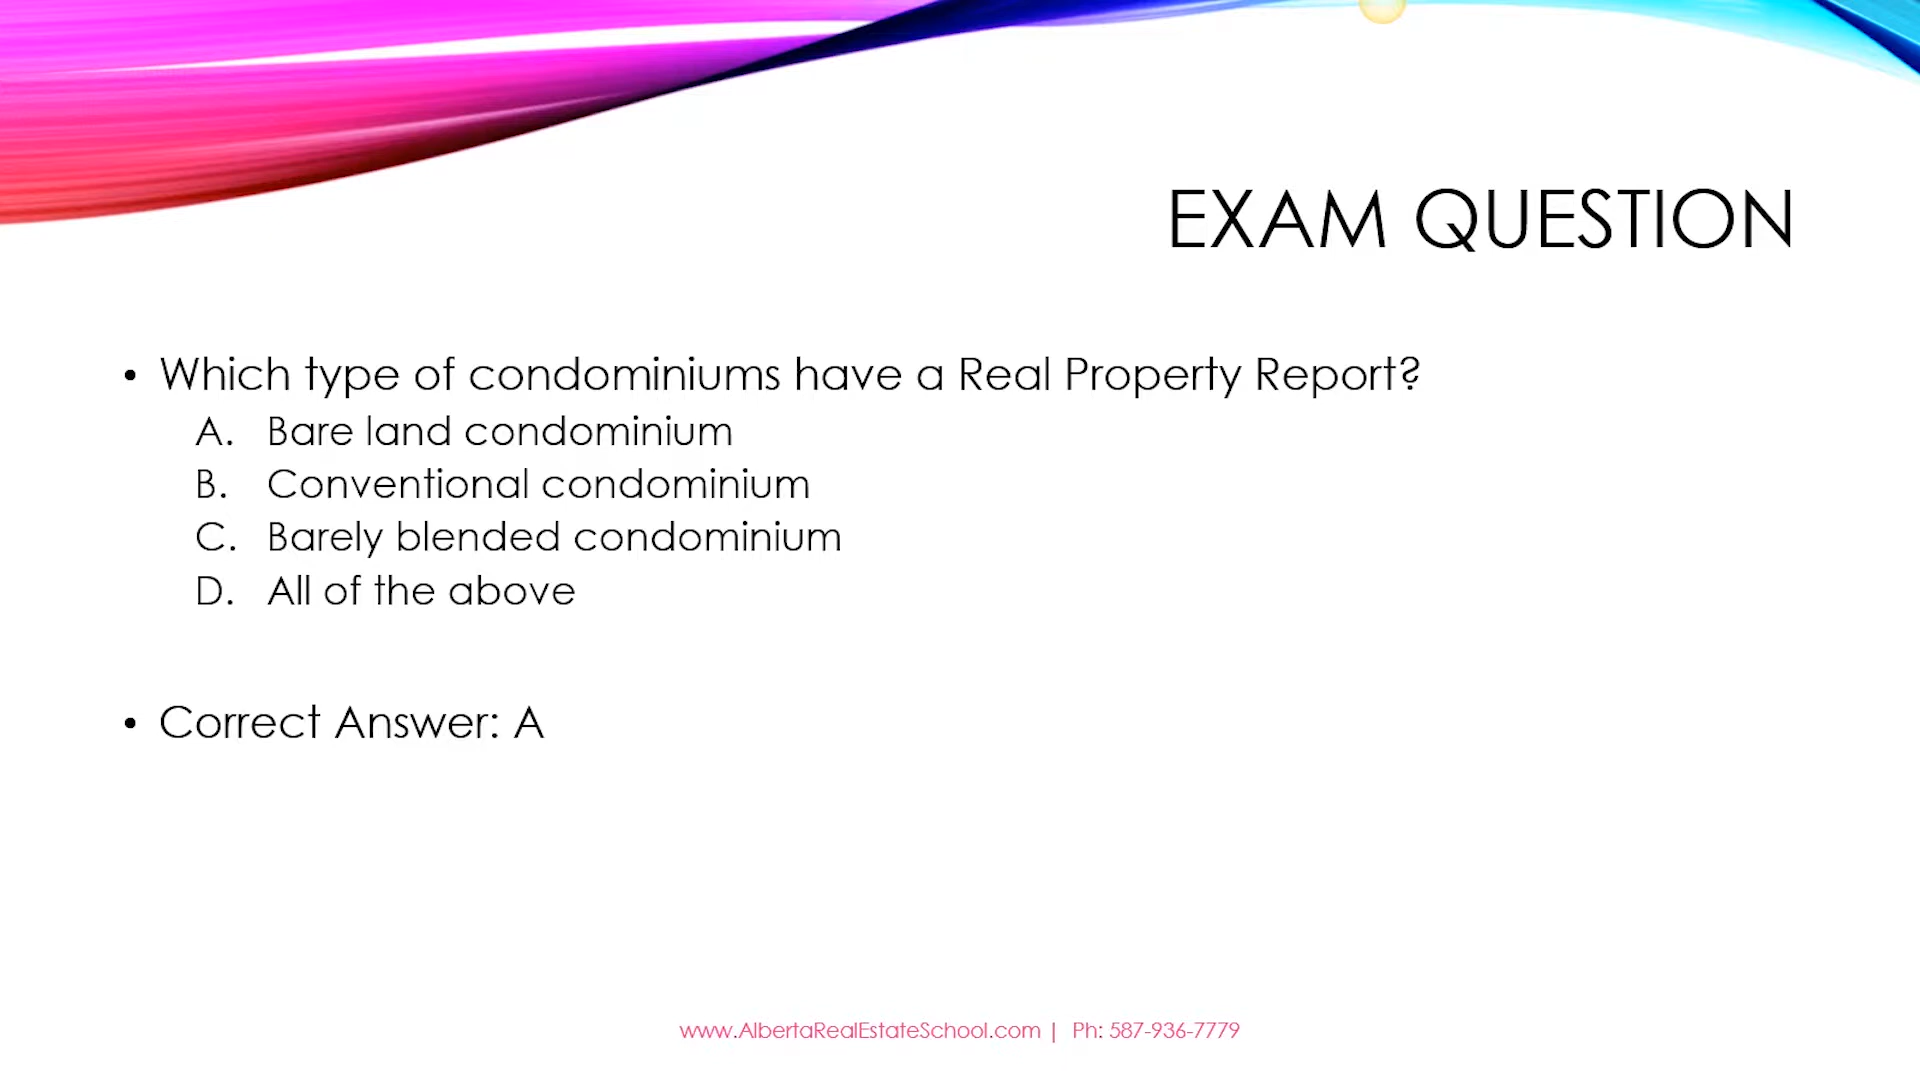 EXAM QUESTION
• Which type of condominiums have a Real Property Report?
A. Bare land condominium
B. Conventional condominium
C. Barely blended condominium
D. All of the above
• Correct Answer: A
www.AlbertaRealEstateSchool.com | Ph: 587-936-7779